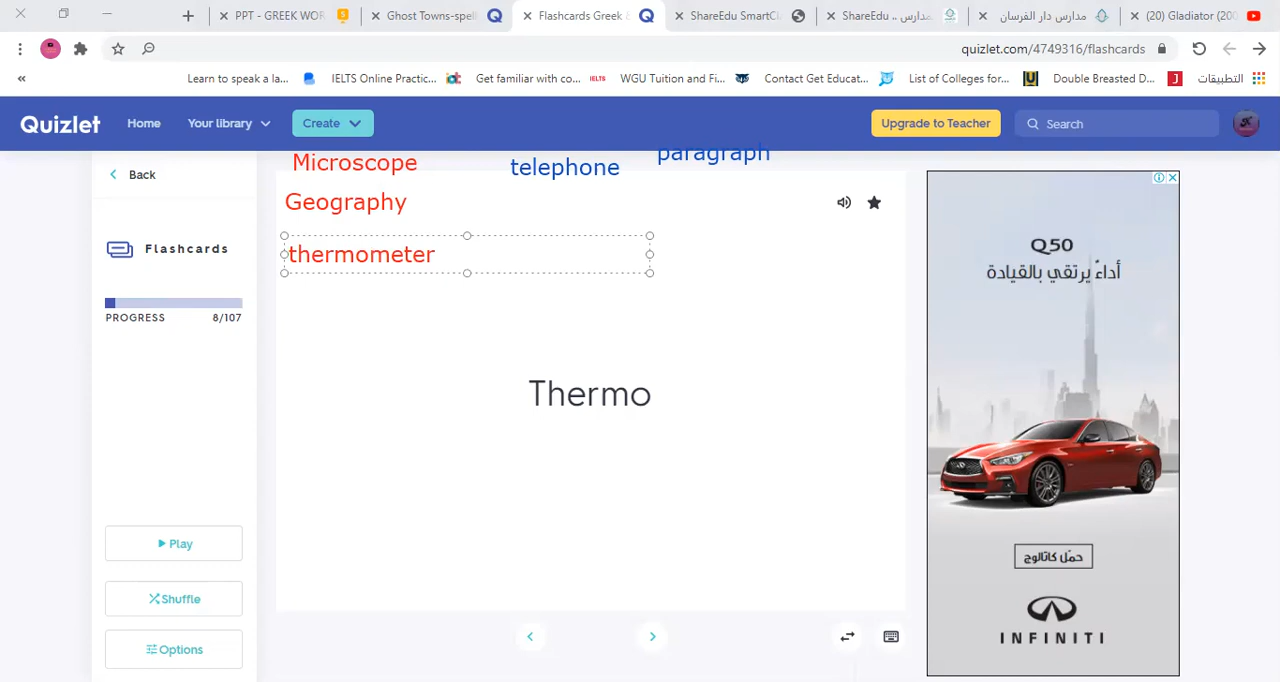 PPT - GREEK WOR
Ghost Towns-spell
Flashcards Greek &
ShareEdu SmartCl
ShareEdu .. مدارس
مدارس دار الفرسان
(20) Gladiator (200
quizlet.com/4749316/flashcards
«
Learn to speak a la...
IELTS Online Practic...
Get familiar with co...
IELTS
WGU Tuition and Fi...
Contact Get Educat...
List of Colleges for...
Double Breasted D...
J
التطبيقات
Quizlet
Home
Your library
Create
Upgrade to Teacher
Search
Back
Microscope
telephone
paragraph
Geography
thermometer
Flashcards
PROGRESS
8/107
Thermo
Play
Shuffle
Options
Q50
أداءٌ يرتقي بالقيادة
حمّل كاتالوج
INFINITI